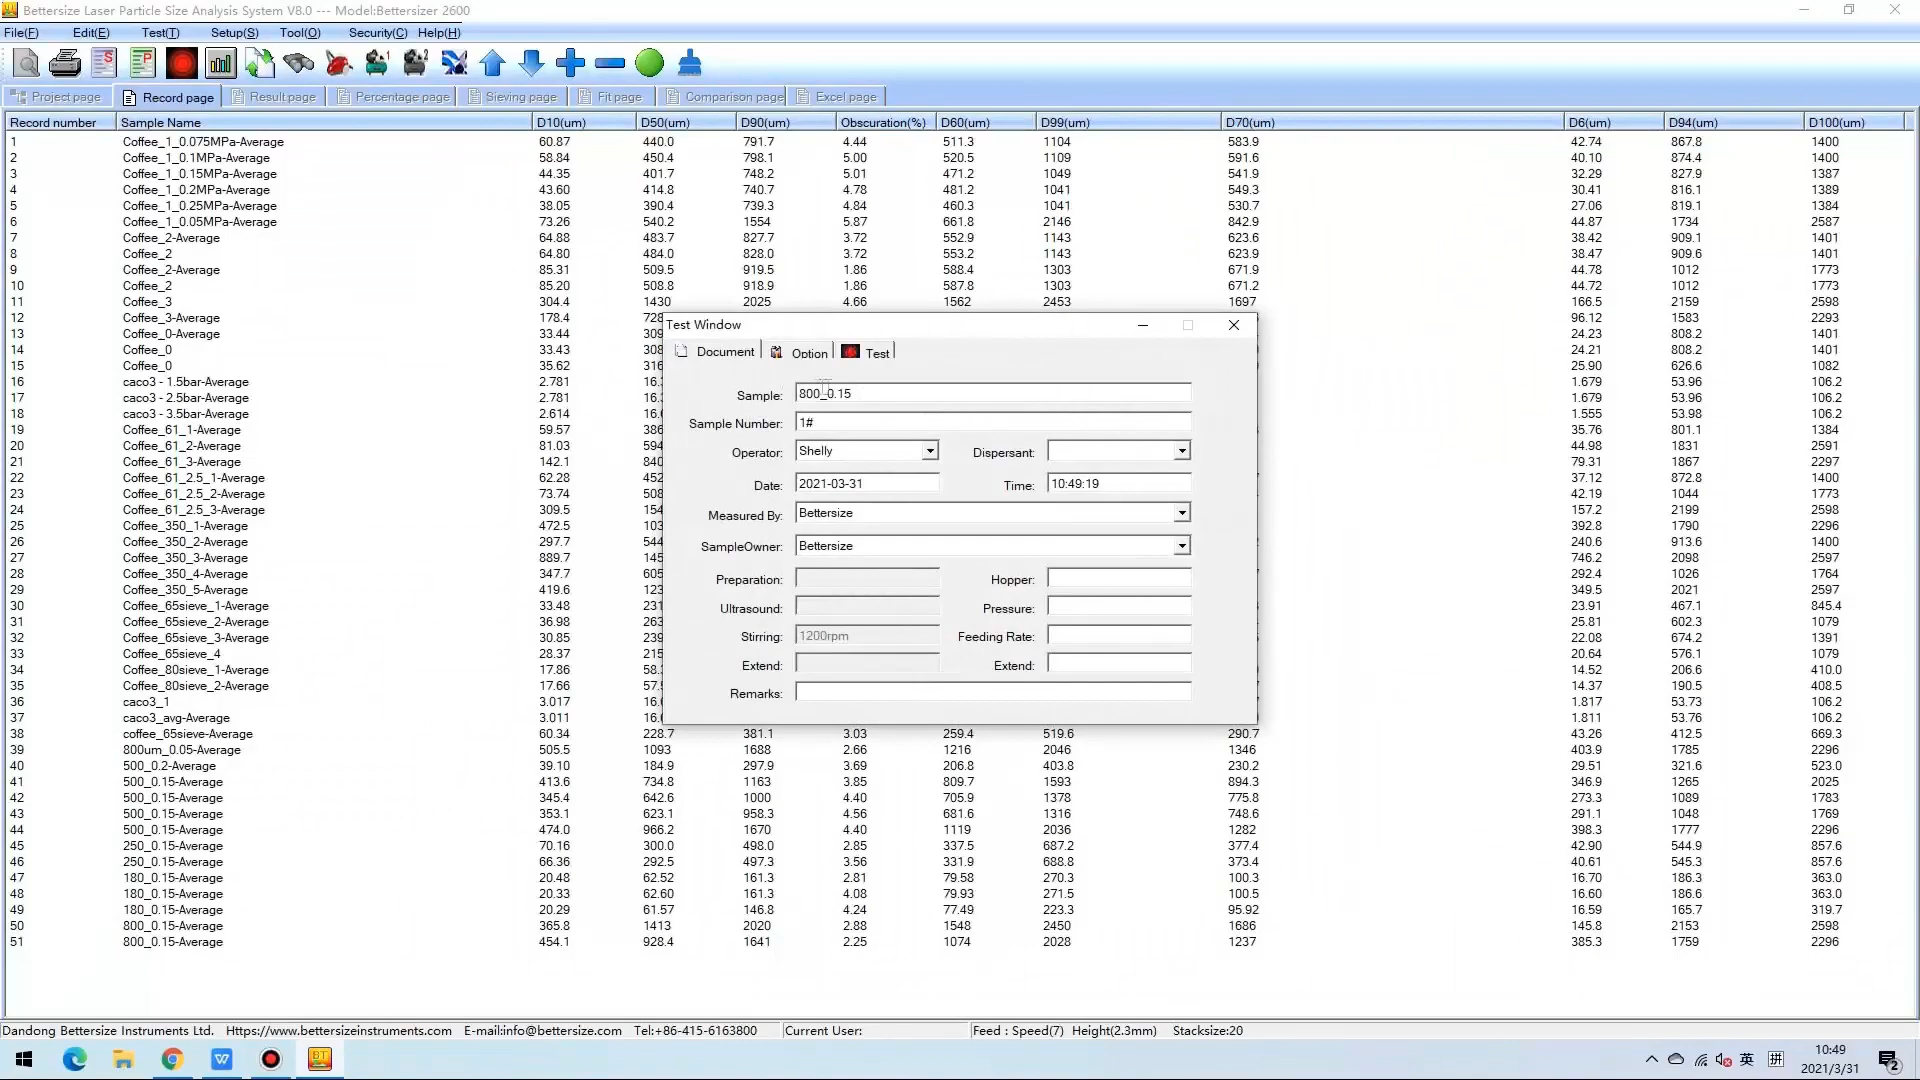 Bettersize Laser Particle Size Analysis System V8.0 --- Model:Bettersizer 2600
File(F) Edit(E) Test(T) Setup(S) Tool(O) Security(C) Help(H)
Project page Record page Result page Percentage page Sieving page Fit page Comparison page Excel page
Record number Sample Name D10(um) D50(um) D90(um) Obscuration(%) D60(um) D99(um) D70(um) D6(um) D94(um) D100(um)
1 Coffee_1_0.075MPa-Average 60.87 440.0 791.7 4.44 511.3 1104 583.9 42.74 867.8 1400
2 Coffee_1_0.1MPa-Average 58.84 450.4 798.1 5.00 520.5 1109 591.6 40.10 874.4 1400
3 Coffee_1_0.15MPa-Average 44.35 401.7 748.2 5.01 471.2 1049 541.9 32.29 827.9 1387
4 Coffee_1_0.2MPa-Average 43.60 414.8 740.7 4.78 481.2 1041 549.3 30.41 816.1 1389
5 Coffee_1_0.25MPa-Average 38.05 390.4 739.3 4.84 460.3 1041 530.7 27.06 819.1 1384
6 Coffee_1_0.05MPa-Average 73.26 540.2 1554 5.87 661.8 2146 842.9 44.87 1734 2587
7 Coffee_2-Average 64.88 483.7 827.7 3.72 552.9 1143 623.6 38.42 909.1 1401
8 Coffee_2 64.80 484.0 828.0 3.72 553.2 1143 623.9 38.47 909.6 1401
9 Coffee_2-Average 85.31 509.5 919.5 1.86 588.4 1303 671.9 44.78 1012 1773
10 Coffee_2 85.20 508.8 918.9 1.86 587.8 1303 671.2 44.72 1012 1773
11 Coffee_3 304.4 1430 2025 4.66 1562 2453 1697 166.5 2159 2598
12 Coffee_3-Average 178.4 728 96.12 1583 2293
13 Coffee_0-Average 33.44 309 24.23 808.2 1401
14 Coffee_0 33.43 308 24.21 808.2 1401
15 Coffee_0 35.62 316 25.90 626.6 1082
16 caco3 - 1.5bar-Average 2.781 16. 1.679 53.96 106.2
17 caco3 - 2.5bar-Average 2.781 16. 1.679 53.96 106.2
18 caco3 - 3.5bar-Average 2.614 16. 1.555 53.98 106.2
19 Coffee_61_1-Average 59.57 386 35.76 801.1 1384
20 Coffee_61_2-Average 81.03 594 44.98 1831 2591
21 Coffee_61_3-Average 142.1 840 79.31 1867 2297
22 Coffee_61_2.5_1-Average 62.28 452 37.12 872.8 1400
23 Coffee_61_2.5_2-Average 73.74 508 42.19 1044 1773
24 Coffee_61_2.5_3-Average 309.5 154 157.2 2199 2598
25 Coffee_350_1-Average 472.5 103 392.8 1790 2296
26 Coffee_350_2-Average 297.7 544 240.6 913.6 1400
27 Coffee_350_3-Average 889.7 145 746.2 2098 2597
28 Coffee_350_4-Average 347.7 605 292.4 1026 1764
29 Coffee_350_5-Average 419.6 123 349.5 2021 2597
30 Coffee_65sieve_1-Average 33.48 231 23.91 467.1 845.4
31 Coffee_65sieve_2-Average 36.98 263 25.81 602.3 1079
32 Coffee_65sieve_3-Average 30.85 239 22.08 674.2 1391
33 Coffee_65sieve_4 28.37 215 20.64 576.1 1079
34 Coffee_80sieve_1-Average 17.86 58. 14.52 206.6 410.0
35 Coffee_80sieve_2-Average 17.66 57. 14.37 190.5 408.5
36 caco3_1 3.017 16. 1.817 53.73 106.2
37 caco3_avg-Average 3.011 16. 1.811 53.76 106.2
38 coffee_65sieve-Average 60.34 228.7 381.1 3.03 259.4 519.6 290.7 43.26 412.5 669.3
39 800um_0.05-Average 505.5 1093 1688 2.66 1216 2046 1346 403.9 1785 2296
40 500_0.2-Average 39.10 184.9 297.9 3.69 206.8 403.8 230.2 29.51 321.6 523.0
41 500_0.15-Average 413.6 734.8 1163 3.85 809.7 1593 894.3 346.9 1265 2025
42 500_0.15-Average 345.4 642.6 1000 4.40 705.9 1378 775.8 273.3 1089 1783
43 500_0.15-Average 353.1 623.1 958.3 4.56 681.6 1316 748.6 291.1 1048 1769
44 500_0.15-Average 474.0 966.2 1670 4.40 1119 2036 1282 398.3 1777 2296
45 250_0.15-Average 70.16 300.0 498.0 2.85 337.5 687.2 377.4 42.90 544.9 857.6
46 250_0.15-Average 66.36 292.5 497.3 3.56 331.9 688.8 373.4 40.61 545.3 857.6
47 180_0.15-Average 20.48 62.52 161.3 2.81 79.58 270.3 100.3 16.70 186.3 363.0
48 180_0.15-Average 20.33 62.60 161.3 4.08 79.93 271.5 100.5 16.60 186.6 363.0
49 180_0.15-Average 20.29 61.57 146.8 4.24 77.49 223.3 95.92 16.59 165.7 319.7
50 800_0.15-Average 365.8 1413 2020 2.88 1548 2450 1686 145.8 2153 2598
51 800_0.15-Average 454.1 928.4 1641 2.25 1074 2028 1237 385.3 1759 2296
Test Window
Document Option Test
Sample: 800_0.15
Sample Number: 1#
Operator: Shelly Dispersant:
Date: 2021-03-31 Time: 10:49:19
Measured By: Bettersize
SampleOwner: Bettersize
Preparation: Hopper:
Ultrasound: Pressure:
Stirring: 1200rpm Feeding Rate:
Extend: Extend:
Remarks:
Dandong Bettersize Instruments Ltd. Https://www.bettersizeinstruments.com E-mail:info@bettersize.com Tel:+86-415-6163800 Current User: Feed : Speed(7) Height(2.3mm) Stacksize:20
英 拼 10:49
2021/3/31 2